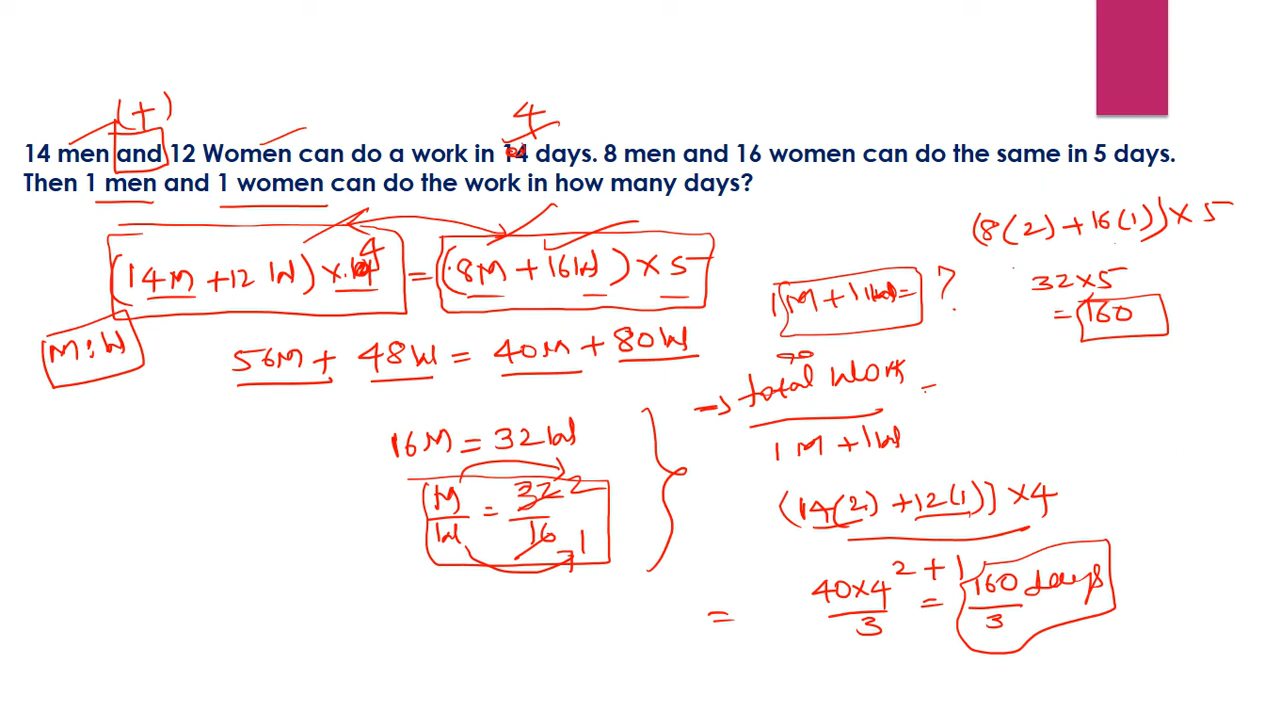 (+)
4
14 men and 12 Women can do a work in 14 days. 8 men and 16 women can do the same in 5 days.
Then 1 men and 1 women can do the work in how many days?
(8(2) + 16(1)) × 5
(14M + 12W) × 4 = (8M + 16W) × 5
1M + 1W = ?
32×5
= 160
M : W
56M + 48W = 40M + 80W
→ total work =
1M + 1W
16M = 32W
M/W = 32/16 2/1
(14(2) + 12(1)) × 4
2 + 1
= 40×4/3 = 160/3 days